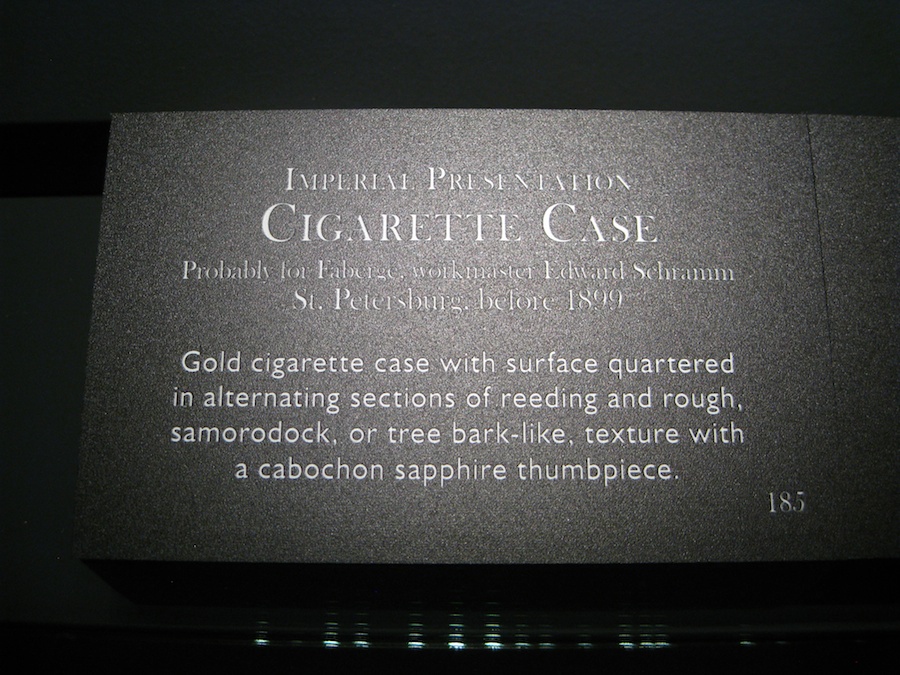 Imperial Presentation
Cigarette Case
Probably for Faberge, workmaster Edward Schramm
St. Petersburg, before 1899
Gold cigarette case with surface quartered
in alternating sections of reeding and rough,
samorodock, or tree bark-like, texture with
a cabochon sapphire thumbpiece.
185